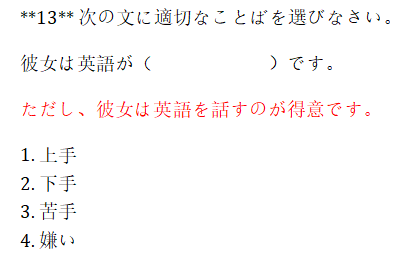 **13** 次の文に適切なことばを選びなさい。
彼女は英語が（　　　　　　）です。
ただし、彼女は英語を話すのが得意です。
1. 上手
2. 下手
3. 苦手
4. 嫌い